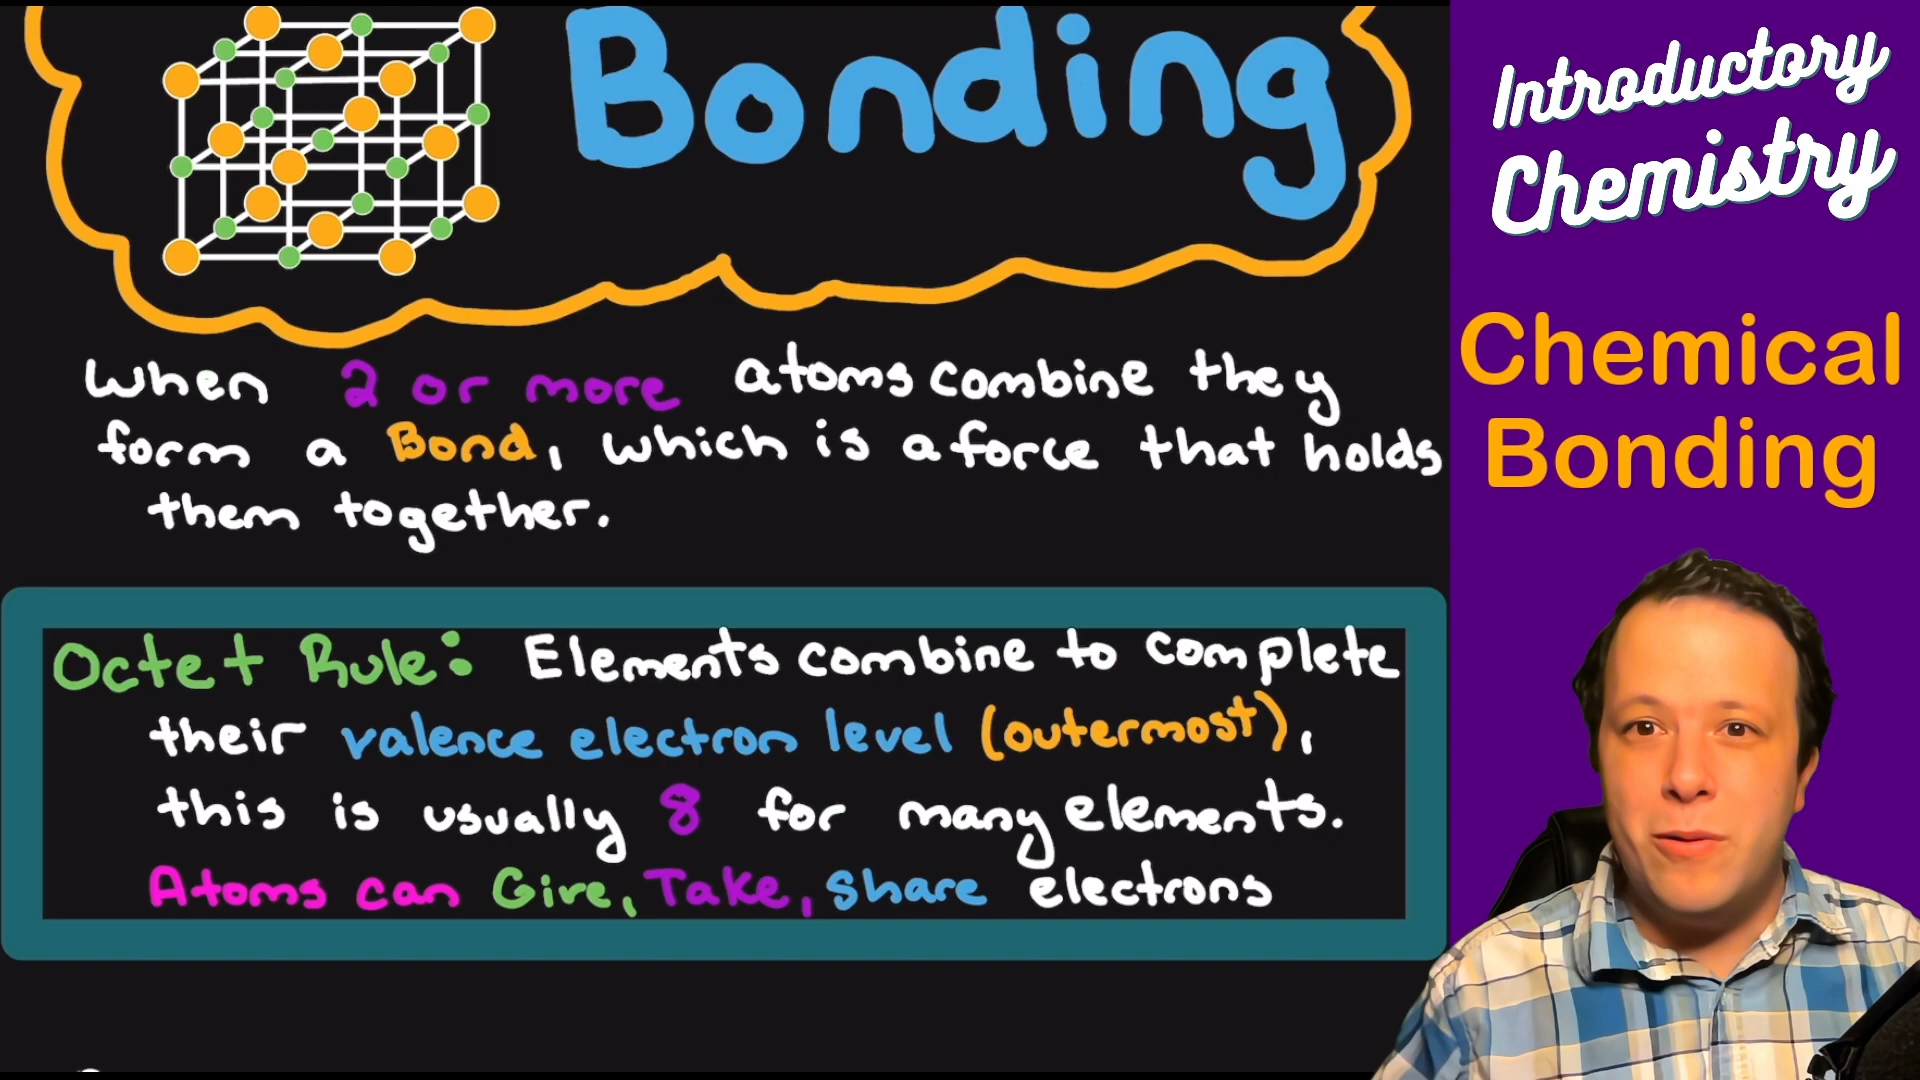 Bonding
When 2 or more atoms combine they
form a Bond, which is a force that holds
them together.
Octet Rule: Elements combine to complete
their valence electron level (outermost),
this is usually 8 for many elements.
Atoms can Give, Take, Share electrons
Introductory
Chemistry
Chemical
Bonding